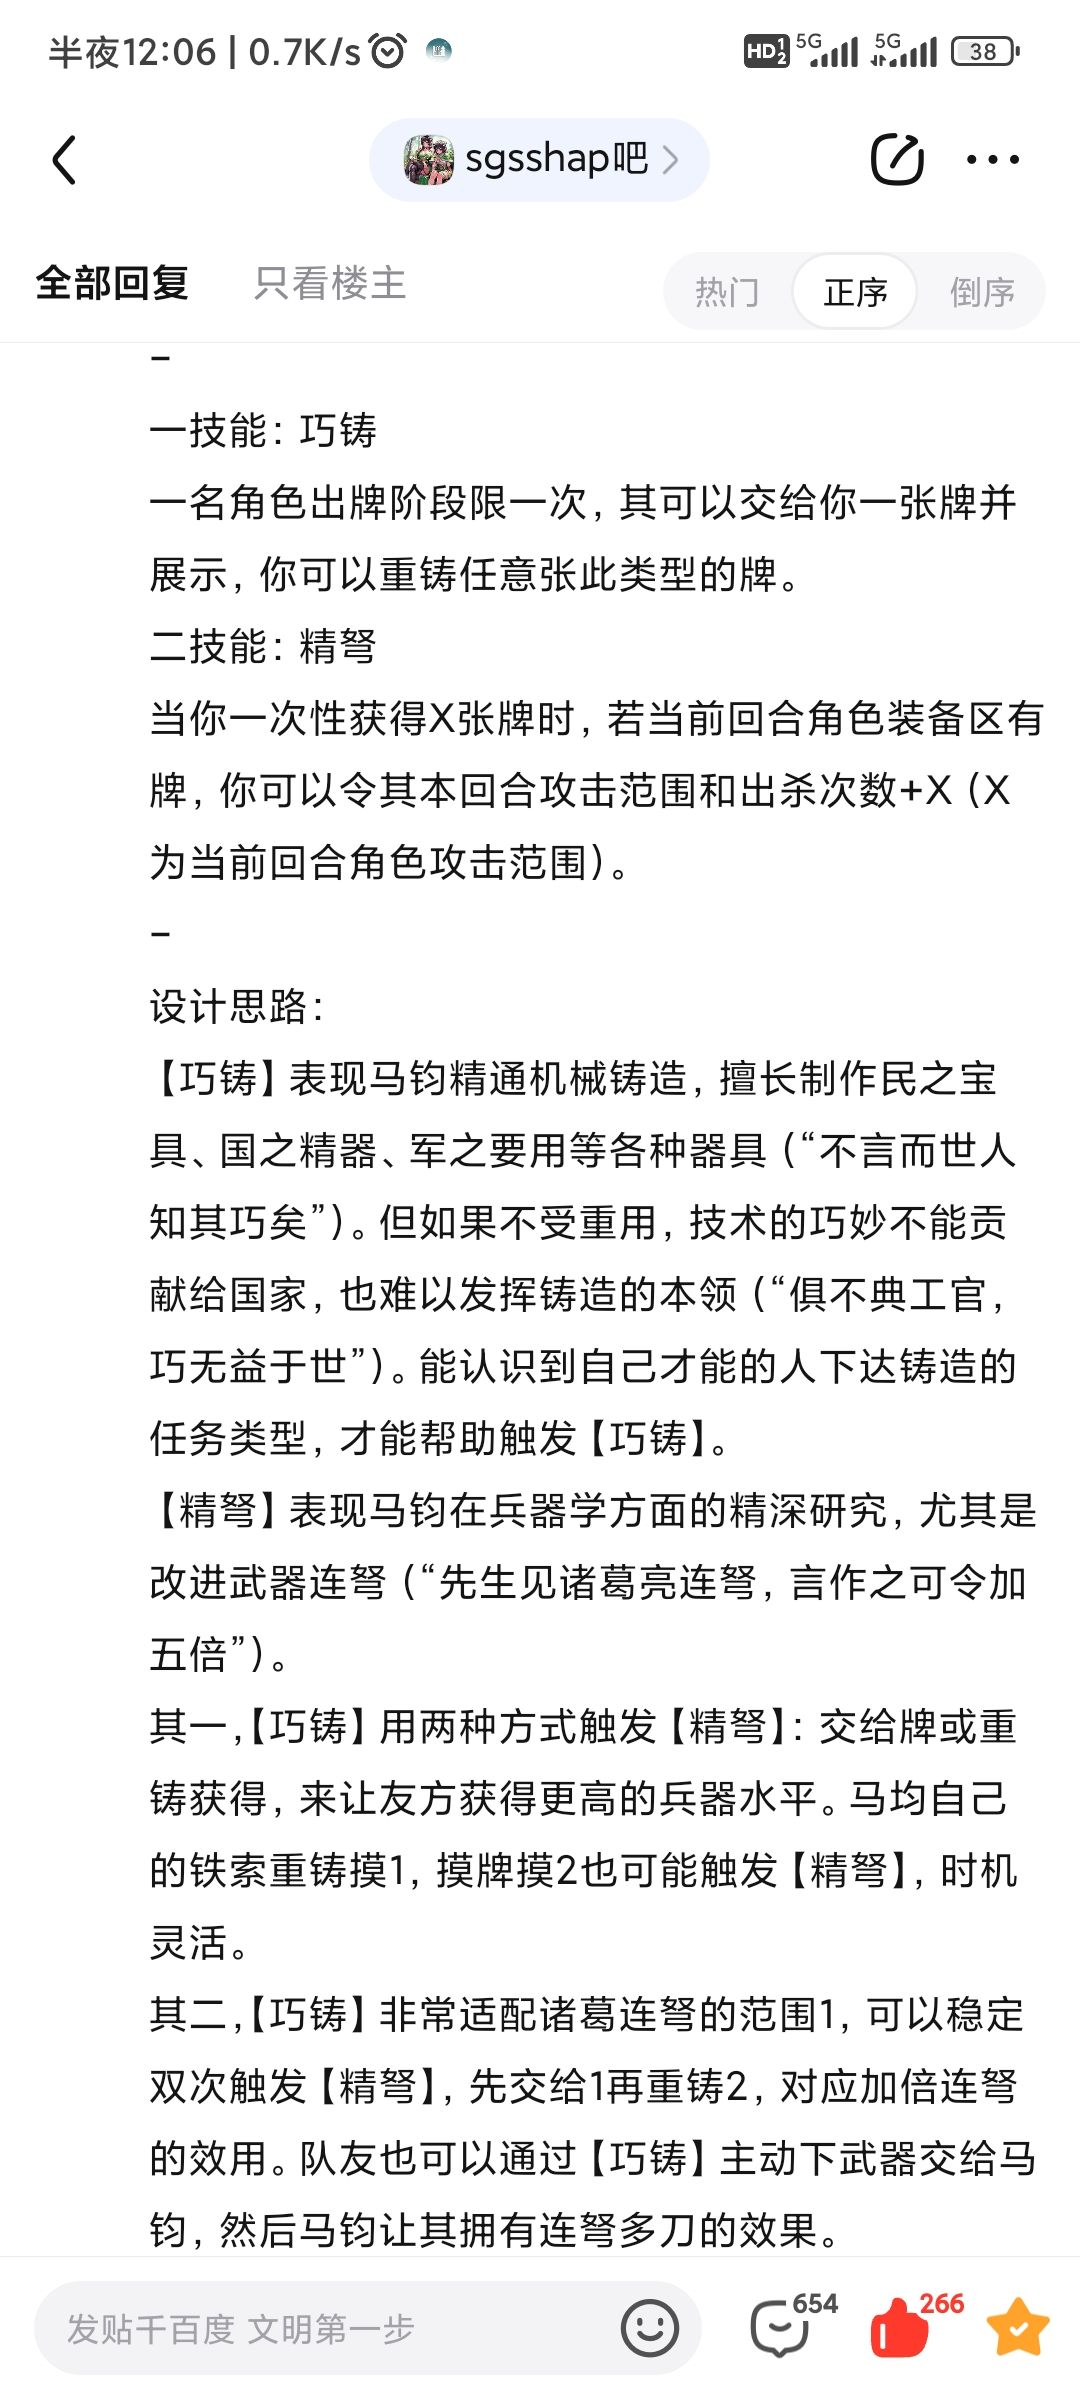 半夜12:06 | 0.7K/s
HD 1 2 5G 5G 38
sgsshap吧
全部回复 只看楼主 热门 正序 倒序
–
一技能：巧铸
一名角色出牌阶段限一次，其可以交给你一张牌并
展示，你可以重铸任意张此类型的牌。
二技能：精弩
当你一次性获得X张牌时，若当前回合角色装备区有
牌，你可以令其本回合攻击范围和出杀次数+X（X
为当前回合角色攻击范围）。
–
设计思路：
【巧铸】表现马钧精通机械铸造，擅长制作民之宝
具、国之精器、军之要用等各种器具（“不言而世人
知其巧矣”）。但如果不受重用，技术的巧妙不能贡
献给国家，也难以发挥铸造的本领（“俱不典工官，
巧无益于世”）。能认识到自己才能的人下达铸造的
任务类型，才能帮助触发【巧铸】。
【精弩】表现马钧在兵器学方面的精深研究，尤其是
改进武器连弩（“先生见诸葛亮连弩，言作之可令加
五倍”）。
其一，【巧铸】用两种方式触发【精弩】：交给牌或重
铸获得，来让友方获得更高的兵器水平。马均自己
的铁索重铸摸1，摸牌摸2也可能触发【精弩】，时机
灵活。
其二，【巧铸】非常适配诸葛连弩的范围1，可以稳定
双次触发【精弩】，先交给1再重铸2，对应加倍连弩
的效用。队友也可以通过【巧铸】主动下武器交给马
钧，然后马钧让其拥有连弩多刀的效果。
发贴千百度 文明第一步 654 266